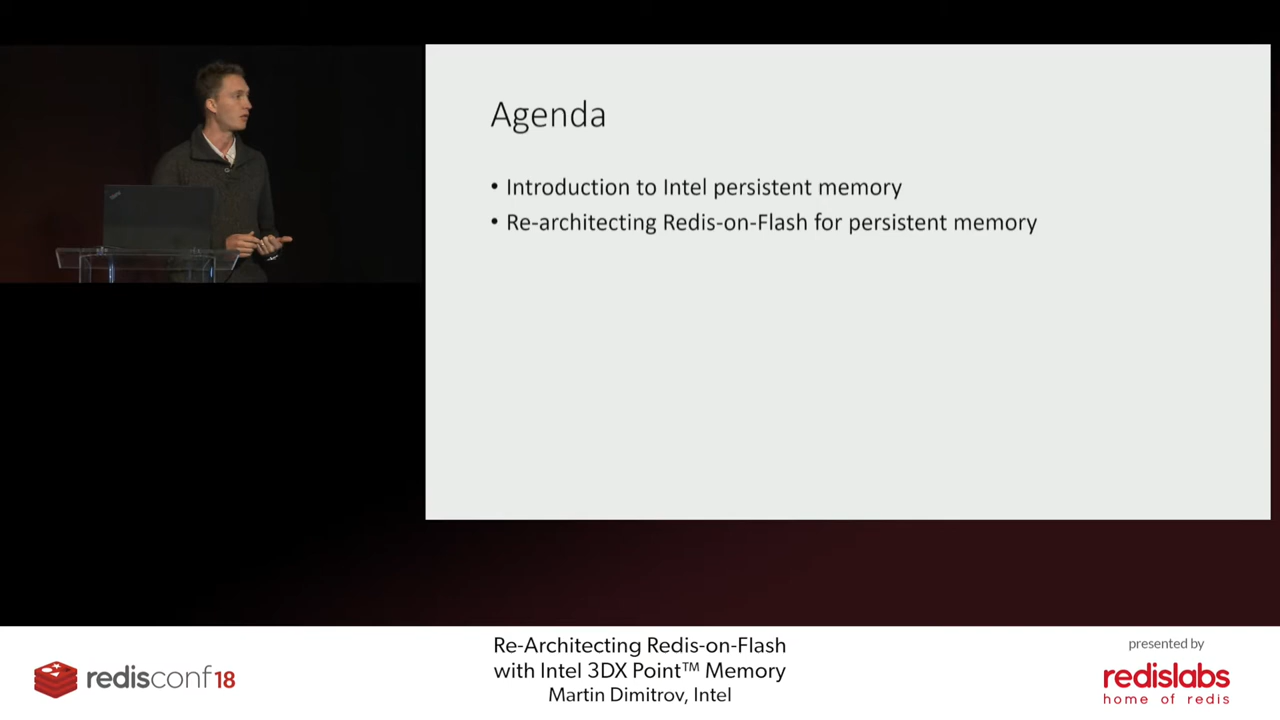 Agenda
• Introduction to Intel persistent memory
• Re-architecting Redis-on-Flash for persistent memory
redisconf18
Re-Architecting Redis-on-Flash
with Intel 3DX Point™ Memory
Martin Dimitrov, Intel
presented by
redislabs
home of redis